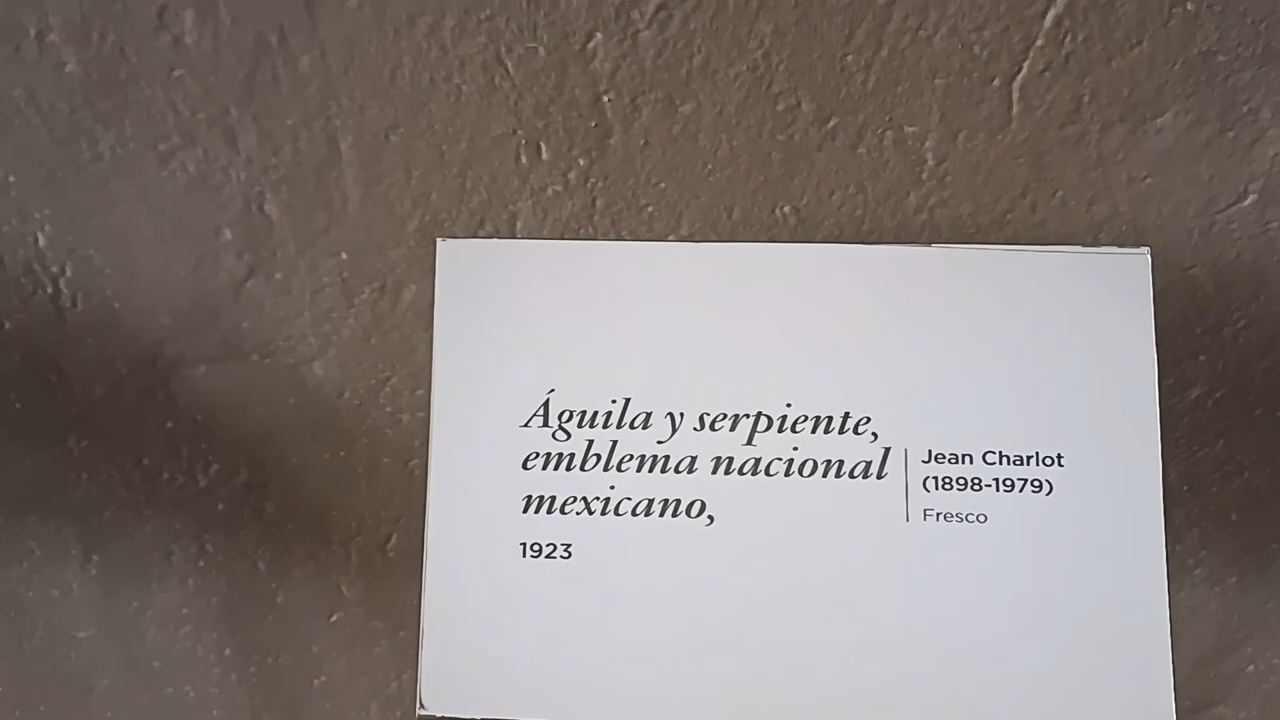 Águila y serpiente,
emblema nacional
mexicano,
1923
Jean Charlot
(1898-1979)
Fresco